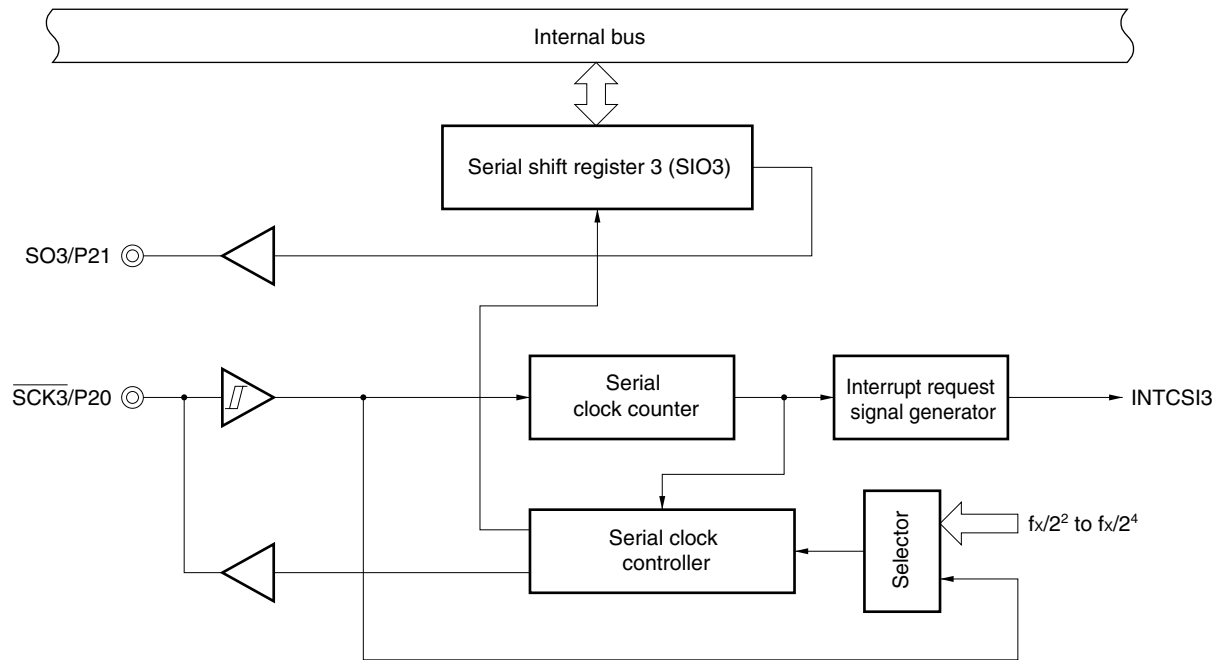 Internal bus
Serial shift register 3 (SIO3)
SO3/P21
S̅C̅K̅3̅/P20
Serial
clock counter
Interrupt request
signal generator
INTCSI3
Serial clock
controller
Selector
fx/2² to fx/2⁴